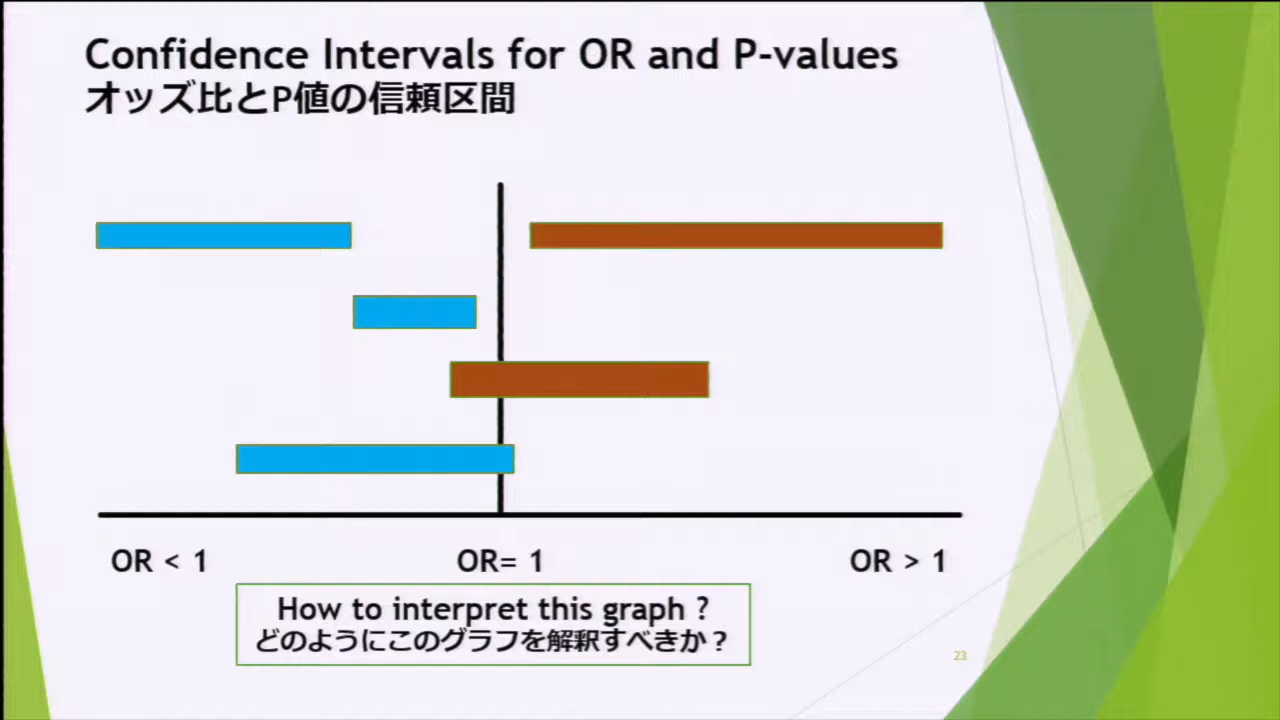 Confidence Intervals for OR and P-values
オッズ比とP値の信頼区間
OR < 1
OR= 1
OR > 1
How to interpret this graph ?
どのようにこのグラフを解釈すべきか？
23